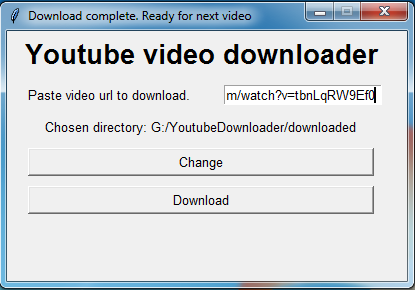 Download complete. Ready for next video
Youtube video downloader
Paste video url to download. m/watch?v=tbnLqRW9Ef0
Chosen directory: G:/YoutubeDownloader/downloaded
Change
Download